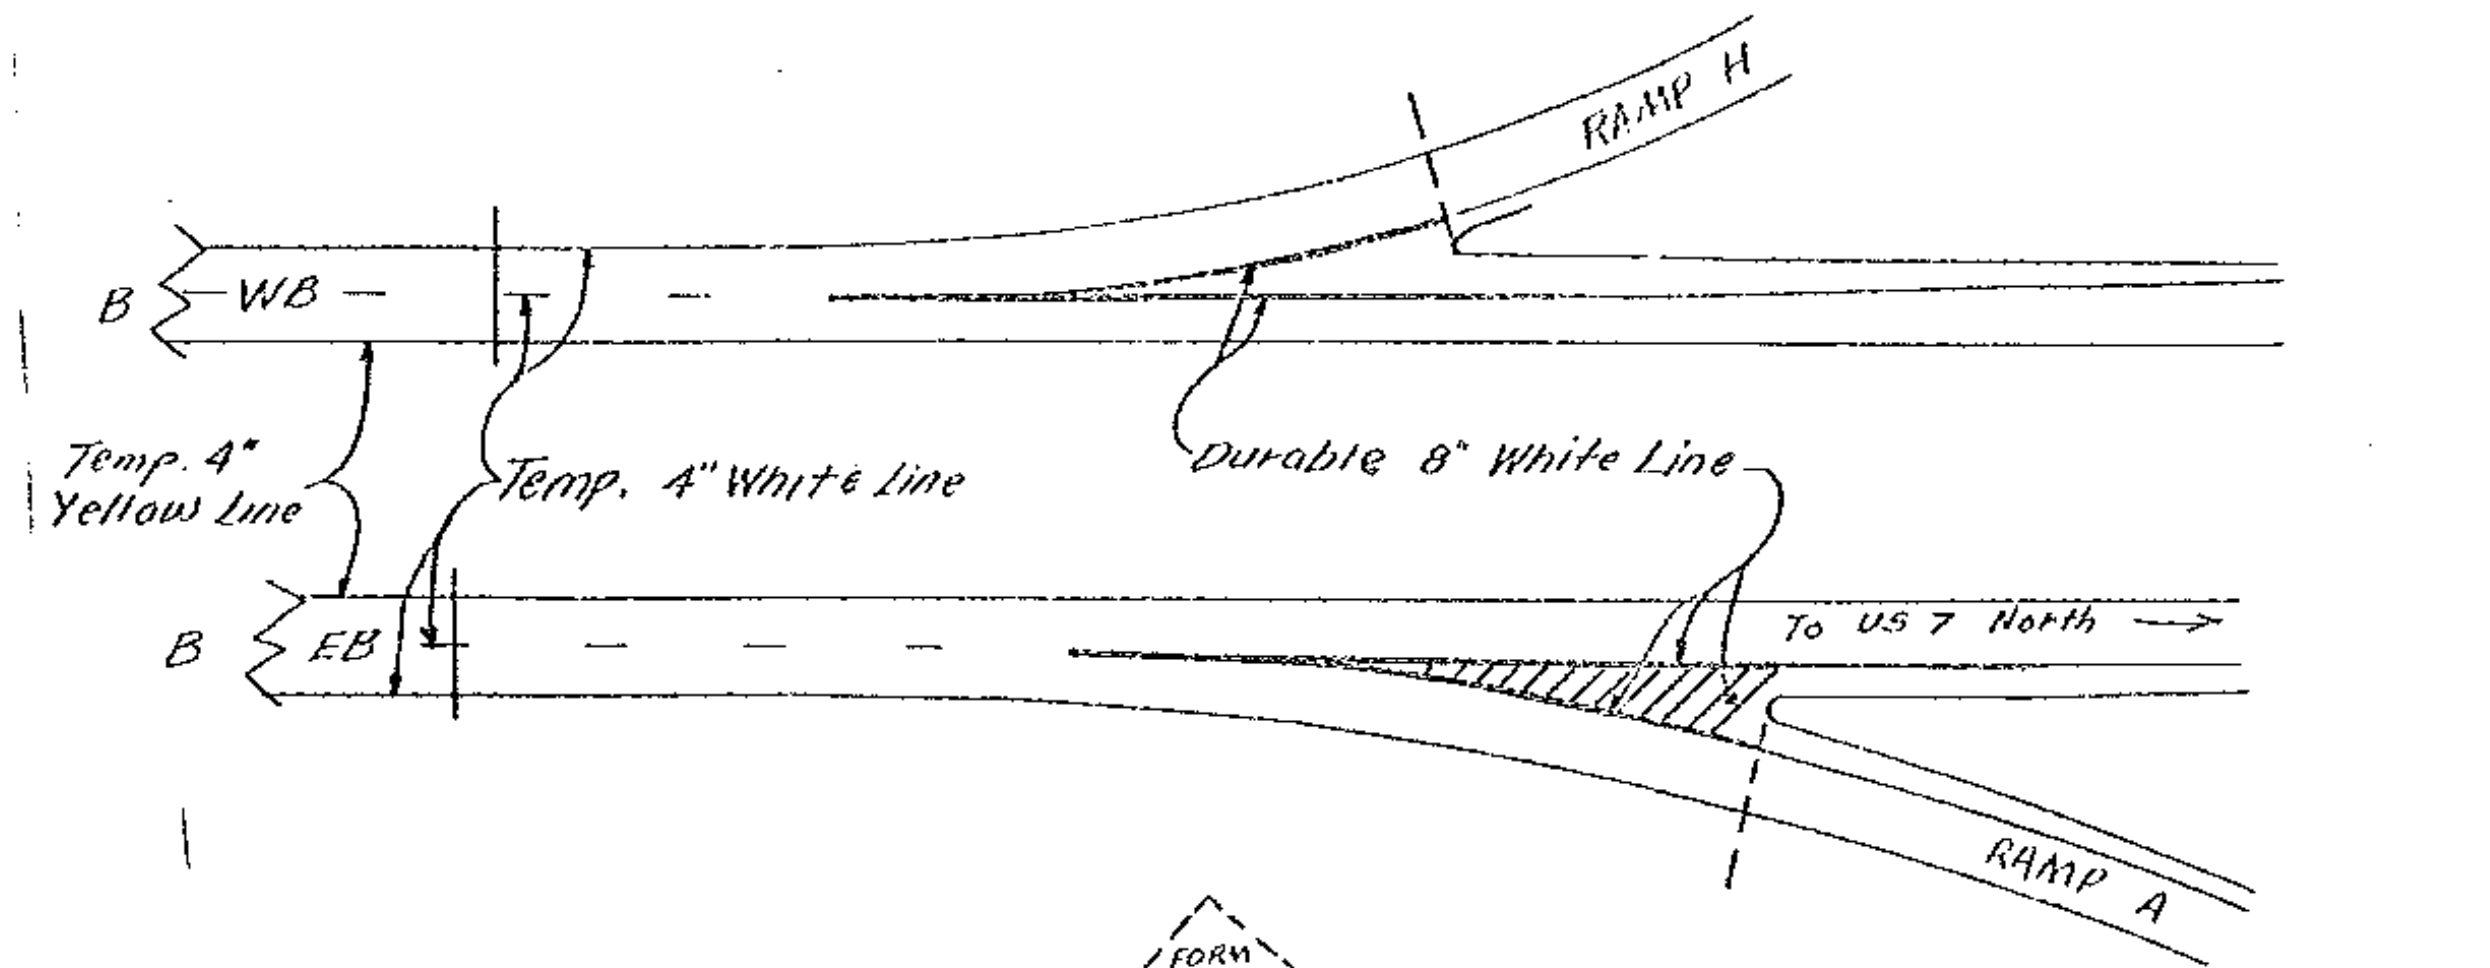 RAMP H
B
WB
Temp. 4"
Yellow Line
Temp. 4" White Line
Durable 8" White Line
B
EB
To US 7 North
RAMP A
FORM